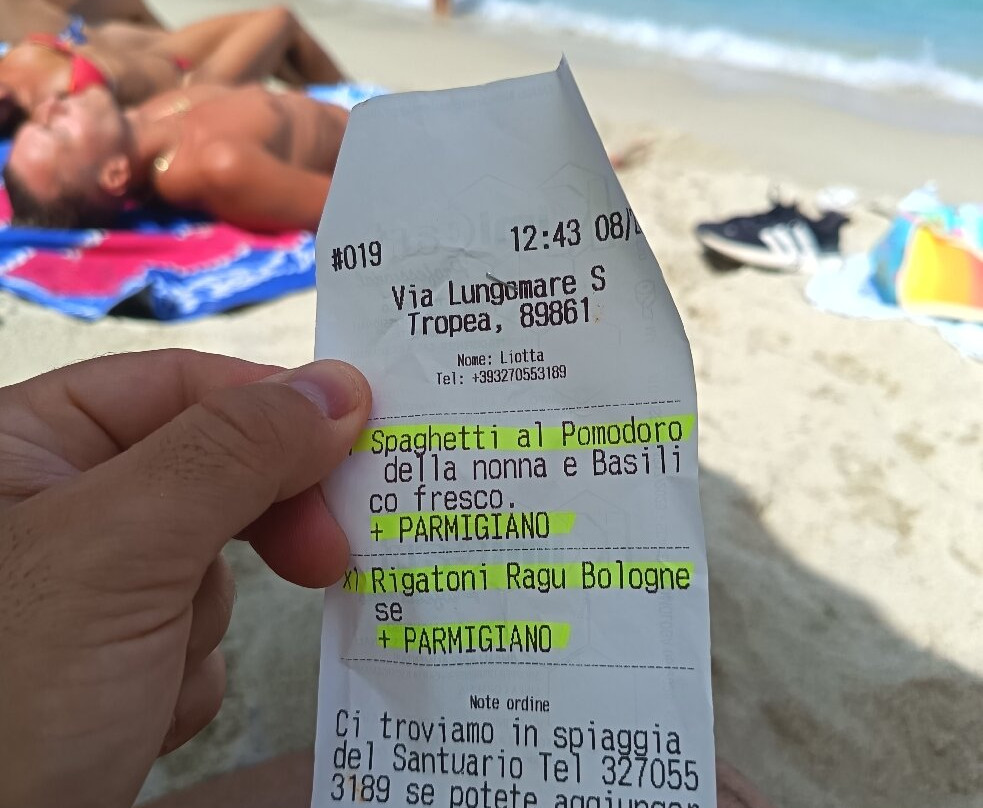 #019 12:43 08/
Via Lungomare S
Tropea, 89861
Nome: Liotta
Tel: +393270553189
Spaghetti al Pomodoro
della nonna e Basili
co fresco.
+ PARMIGIANO
x1 Rigatoni Ragu Bologne
se
+ PARMIGIANO
Note ordine
Ci troviamo in spiaggia
del Santuario Tel 327055
3189 se potete aggiunger